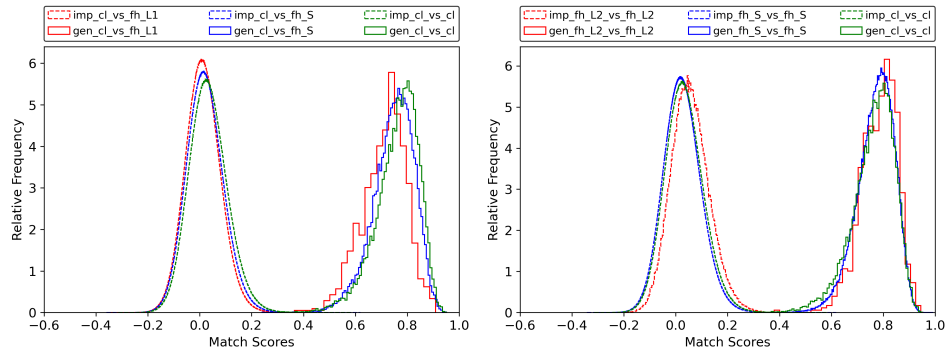 imp_cl_vs_fh_L1 imp_cl_vs_fh_S imp_cl_vs_cl
gen_cl_vs_fh_L1 gen_cl_vs_fh_S gen_cl_vs_cl
Relative Frequency
6
5
4
3
2
1
0
−0.6 −0.4 −0.2 0.0 0.2 0.4 0.6 0.8 1.0
Match Scores
imp_fh_L2_vs_fh_L2 imp_fh_S_vs_fh_S imp_cl_vs_cl
gen_fh_L2_vs_fh_L2 gen_fh_S_vs_fh_S gen_cl_vs_cl
Relative Frequency
6
5
4
3
2
1
0
−0.6 −0.4 −0.2 0.0 0.2 0.4 0.6 0.8 1.0
Match Scores